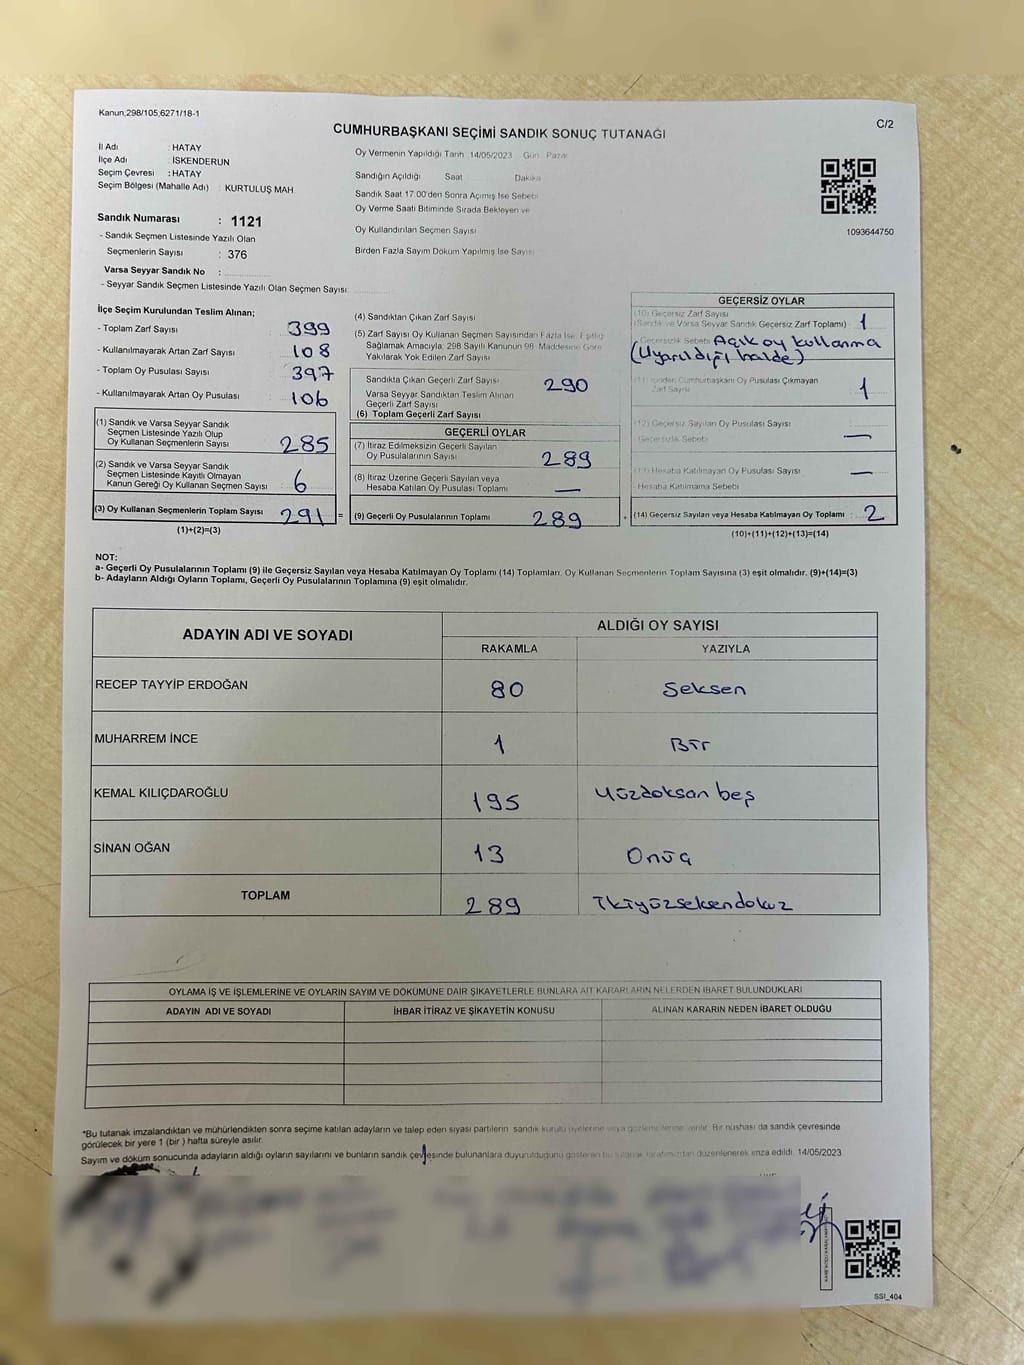 Kanun,298/105,6271/18-1
C/2
CUMHURBAŞKANI SEÇİMİ SANDIK SONUÇ TUTANAĞI
İl Adı : HATAY
İlçe Adı : İSKENDERUN
Seçim Çevresi : HATAY
Seçim Bölgesi (Mahalle Adı) : KURTULUŞ MAH.
Sandık Numarası : 1121
- Sandık Seçmen Listesinde Yazılı Olan
Seçmenlerin Sayısı : 376
Varsa Seyyar Sandık No :
- Seyyar Sandık Seçmen Listesinde Yazılı Olan Seçmen Sayısı:
Oy Vermenin Yapıldığı Tarih 14/05/2023 Gün Pazar
Sandığın Açıldığı Saat Dakika
Sandık Saat 17:00'den Sonra Açımış İse Sebebi
Oy Verme Saati Bitiminde Sırada Bekleyen ve
Oy Kullandırılan Seçmen Sayısı
Birden Fazla Sayım Döküm Yapılmış İse Sayısı
1093644750
İlçe Seçim Kurulundan Teslim Alınan;
- Toplam Zarf Sayısı 399
- Kullanılmayarak Artan Zarf Sayısı 108
- Toplam Oy Pusulası Sayısı 397
- Kullanılmayarak Artan Oy Pusulası 106
(1) Sandık ve Varsa Seyyar Sandık
Seçmen Listesinde Yazılı Olup
Oy Kullanan Seçmenlerin Sayısı 285
(2) Sandık ve Varsa Seyyar Sandık
Seçmen Listesinde Kayıtlı Olmayan
Kanun Gereği Oy Kullanan Seçmen Sayısı : 6
(3) Oy Kullanan Seçmenlerin Toplam Sayısı 291 =
(1)+(2)=(3)
(4) Sandıktan Çıkan Zarf Sayısı
(5) Zarf Sayısı Oy Kullanan Seçmen Sayısından Fazla İse, Eşitliği
Sağlamak Amacıyla, 298 Sayılı Kanunun 98. Maddesine Göre
Yakılarak Yok Edilen Zarf Sayısı
Sandıkta Çıkan Geçerli Zarf Sayısı 290
Varsa Seyyar Sandıktan Teslim Alınan
Geçerli Zarf Sayısı
(6) Toplam Geçerli Zarf Sayısı
GEÇERLİ OYLAR
(7) İtiraz Edilmeksizin Geçerli Sayılan
Oy Pusulalarının Sayısı 289
(8) İtiraz Üzerine Geçerli Sayılan veya
Hesaba Katılan Oy Pusulası Toplamı —
(9) Geçerli Oy Pusulalarının Toplamı 289 +
GEÇERSİZ OYLAR
(10) Geçersiz Zarf Sayısı
(Sandık ve Varsa Seyyar Sandık Geçersiz Zarf Toplamı) 1
Geçersizlik Sebebi Açık oy kullanma
(Uyarıldığı halde)
(11) İçinden Cumhurbaşkanı Oy Pusulası Çıkmayan
Zarf Sayısı 1
(12) Geçersiz Sayılan Oy Pusulası Sayısı
Geçersizlik Sebebi —
(13) Hesaba Katılmayan Oy Pusulası Sayısı —
Hesaba Katılmama Sebebi
(14) Geçersiz Sayılan veya Hesaba Katılmayan Oy Toplamı : 2
(10)+(11)+(12)+(13)=(14)
NOT:
a- Geçerli Oy Pusulalarının Toplamı (9) ile Geçersiz Sayılan veya Hesaba Katılmayan Oy Toplamı (14) Toplamları, Oy Kullanan Seçmenlerin Toplam Sayısına (3) eşit olmalıdır. (9)+(14)=(3)
b- Adayların Aldığı Oyların Toplamı, Geçerli Oy Pusulalarının Toplamına (9) eşit olmalıdır.
ADAYIN ADI VE SOYADI
ALDIĞI OY SAYISI
RAKAMLA YAZIYLA
RECEP TAYYİP ERDOĞAN 80 Seksen
MUHARREM İNCE 1 Bir
KEMAL KILIÇDAROĞLU 195 Yüzdoksan beş
SİNAN OĞAN 13 Onüç
TOPLAM 289 İkiyüzseksendokuz
OYLAMA İŞ VE İŞLEMLERİNE VE OYLARIN SAYIM VE DÖKÜMÜNE DAİR ŞİKAYETLERLE BUNLARA AİT KARARLARIN NELERDEN İBARET BULUNDUKLARI
ADAYIN ADI VE SOYADI İHBAR İTİRAZ VE ŞİKAYETİN KONUSU ALINAN KARARIN NEDEN İBARET OLDUĞU
*Bu tutanak imzalandıktan ve mühürlendikten sonra seçime katılan adayların ve talep eden siyasi partilerin sandık kurulu üyelerine veya gözlemcilerine verilir. Bir nüshası da sandık çevresinde
görülecek bir yere 1 (bir ) hafta süreyle asılır.
Sayım ve döküm sonucunda adayların aldığı oyların sayılarını ve bunların sandık çevresinde bulunanlara duyurulduğunu gösteren bu tutanak tarafımızdan düzenlenerek imza edildi. 14/05/2023
SSI_404